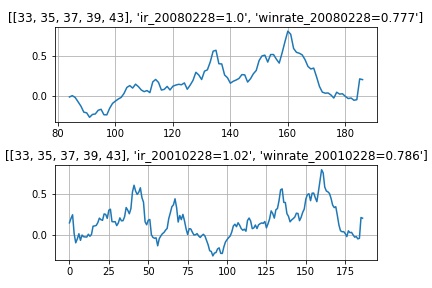 [[33, 35, 37, 39, 43], 'ir_20080228=1.0', 'winrate_20080228=0.777']
0.5
0.0
80 100 120 140 160 180
[[33, 35, 37, 39, 43], 'ir_20010228=1.02', 'winrate_20010228=0.786']
0.5
0.0
0 25 50 75 100 125 150 175